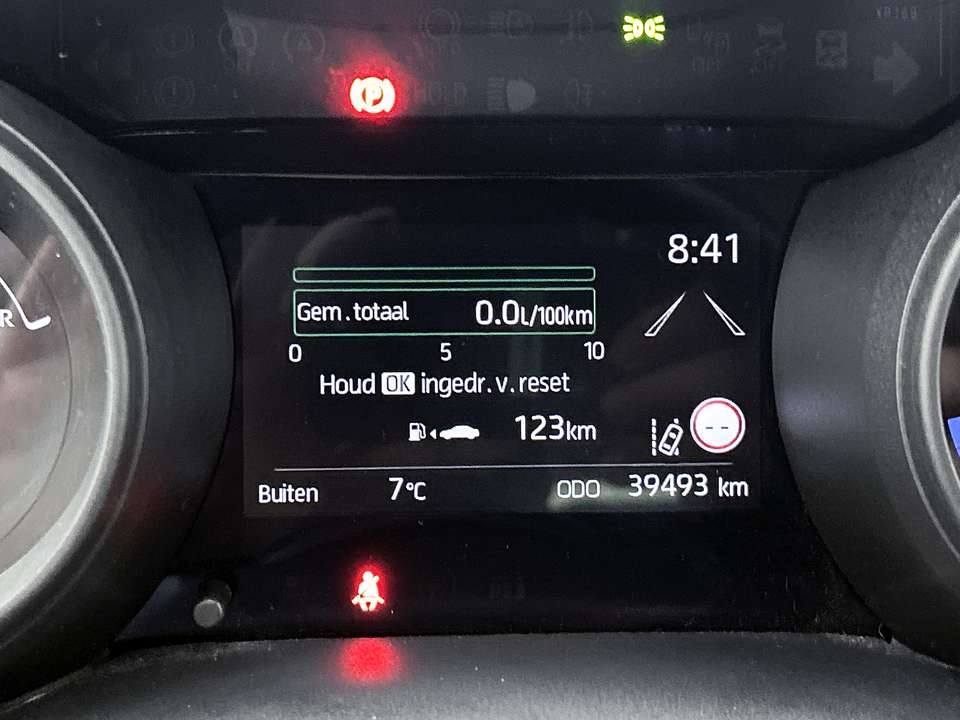 P
8:41
Gem.totaal 0.0L/100km
0 5 10
Houd OK ingedr.v.reset
123km
--
Buiten 7°C ODO 39493 km
R